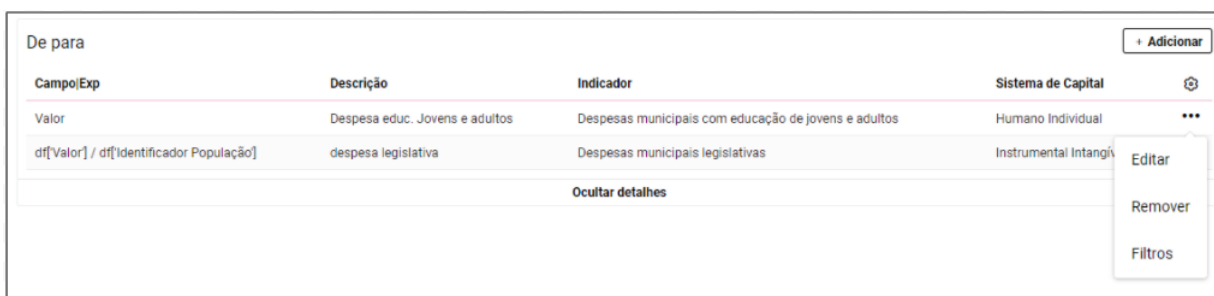 De para
+ Adicionar
Campo|Exp Descrição Indicador Sistema de Capital
Valor Despesa educ. Jovens e adultos Despesas municipais com educação de jovens e adultos Humano Individual
df['Valor'] / df['Identificador População'] despesa legislativa Despesas municipais legislativas Instrumental Intangív
Ocultar detalhes
Editar
Remover
Filtros